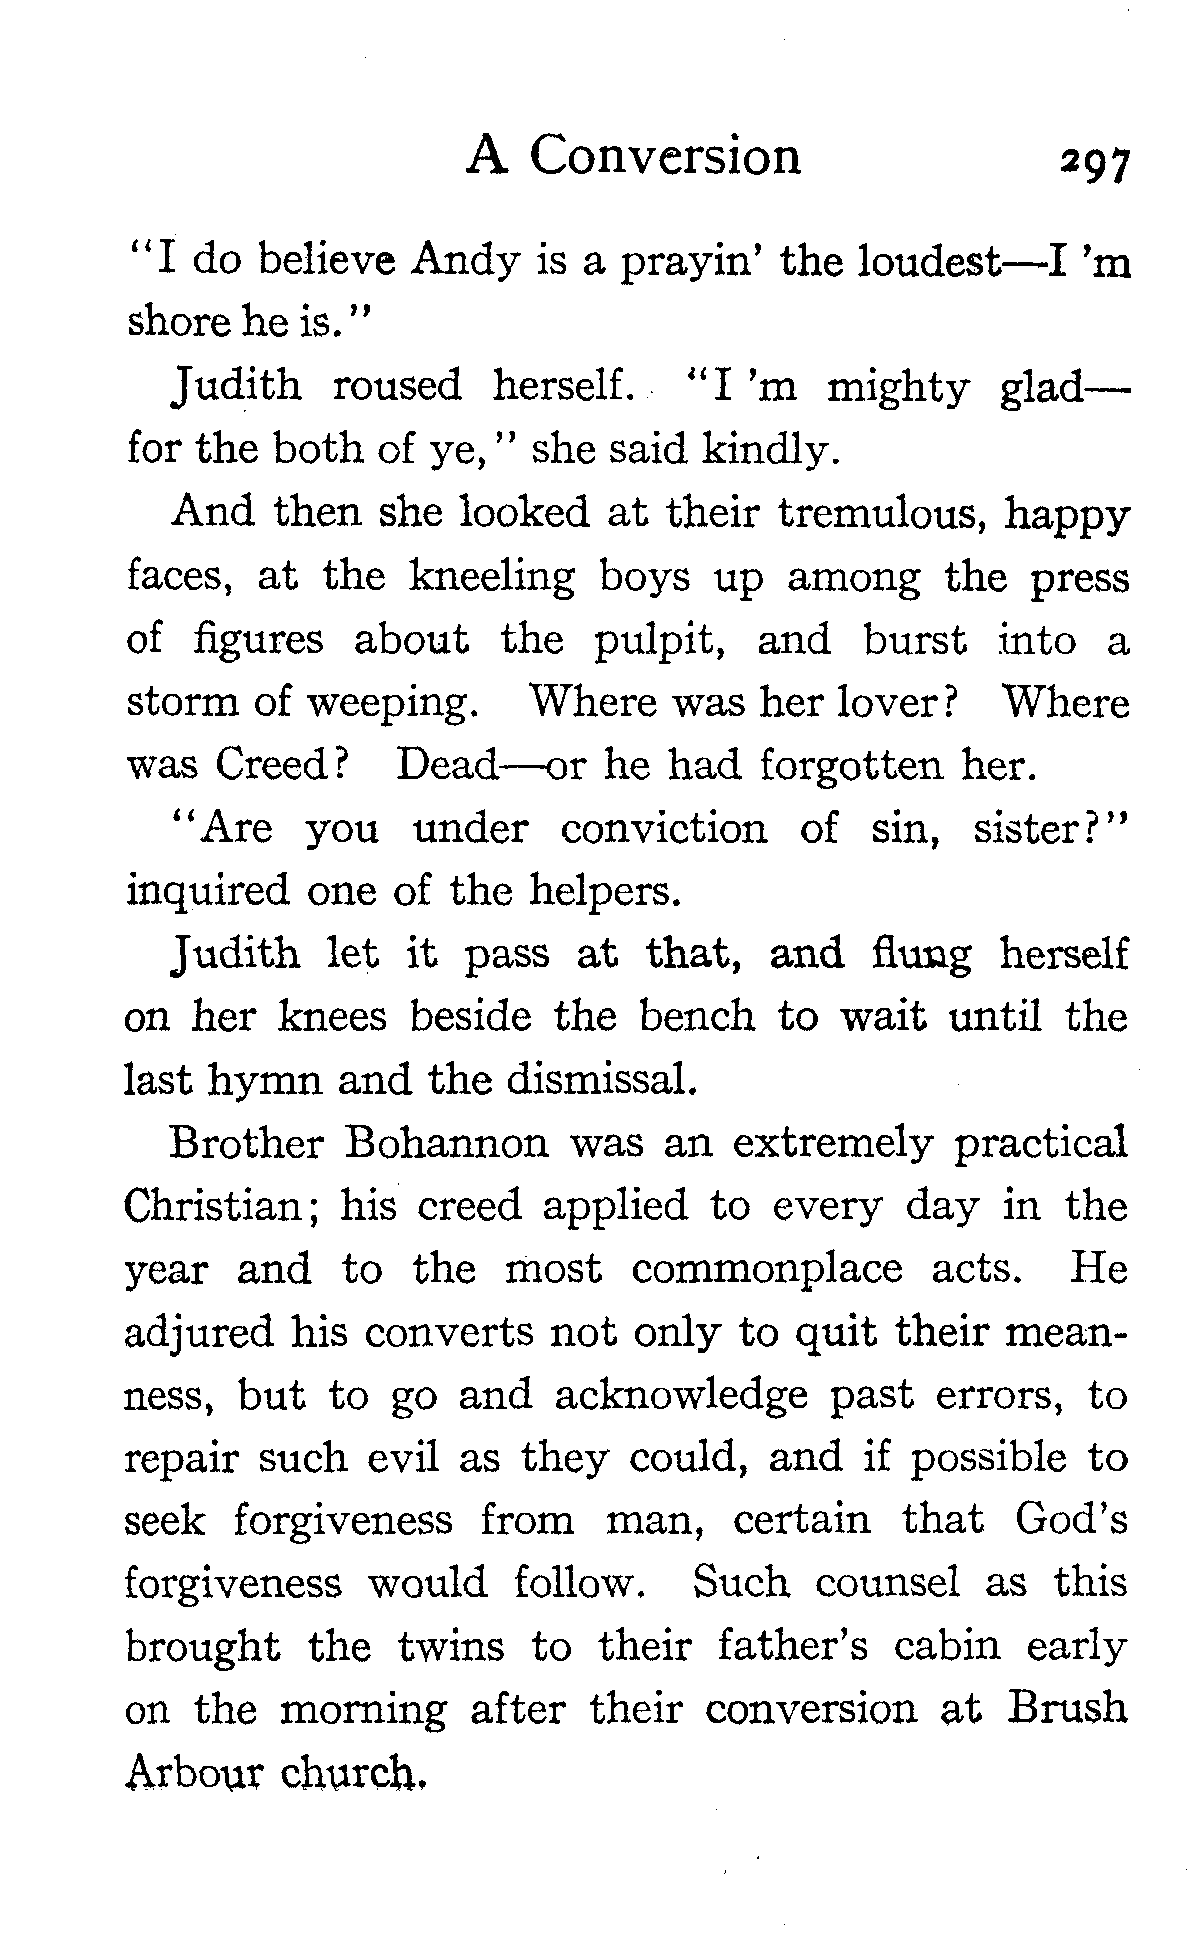 A Conversion 297
"I do believe Andy is a prayin' the loudest—I 'm
shore he is."
Judith roused herself. "I 'm mighty glad—
for the both of ye," she said kindly.
And then she looked at their tremulous, happy
faces, at the kneeling boys up among the press
of figures about the pulpit, and burst into a
storm of weeping. Where was her lover? Where
was Creed? Dead—or he had forgotten her.
"Are you under conviction of sin, sister?"
inquired one of the helpers.
Judith let it pass at that, and flung herself
on her knees beside the bench to wait until the
last hymn and the dismissal.
Brother Bohannon was an extremely practical
Christian; his creed applied to every day in the
year and to the most commonplace acts. He
adjured his converts not only to quit their mean-
ness, but to go and acknowledge past errors, to
repair such evil as they could, and if possible to
seek forgiveness from man, certain that God's
forgiveness would follow. Such counsel as this
brought the twins to their father's cabin early
on the morning after their conversion at Brush
Arbour church.